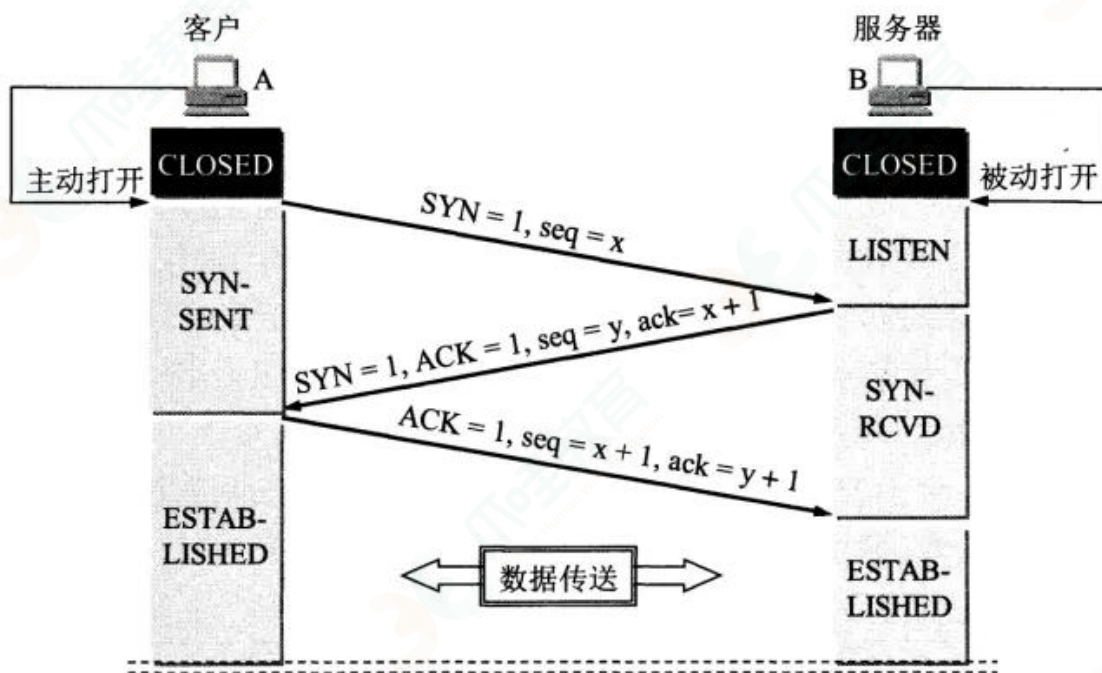 客户
服务器
A
B
CLOSED
CLOSED
主动打开
被动打开
SYN = 1, seq = x
LISTEN
SYN-
SENT
SYN = 1, ACK = 1, seq = y, ack= x + 1
SYN-
RCVD
ACK = 1, seq = x + 1, ack = y + 1
ESTAB-
LISHED
数据传送
ESTAB-
LISHED